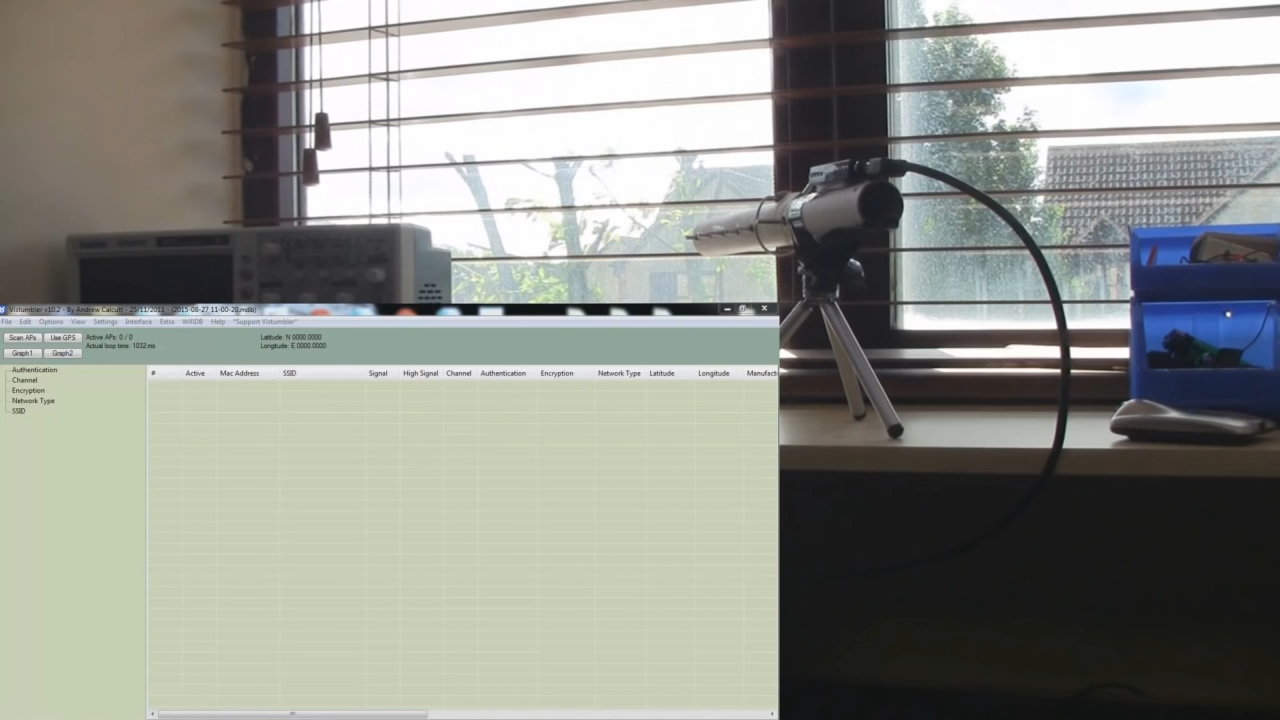 Vistumbler v10.2 - By Andrew Calcutt - 25/11/2011 - (2015-08-27 11-00-20.mdb)
File Edit Options View Settings Interface Extra WifiDB Help *Support Vistumbler*
Scan APs Use GPS Active APs: 0 / 0 Latitude: N 0000.0000
Actual loop time: 1032 ms Longitude: E 0000.0000
Graph1 Graph2
Authentication
Channel
Encryption
Network Type
SSID
# Active Mac Address SSID Signal High Signal Channel Authentication Encryption Network Type Latitude Longitude Manufact